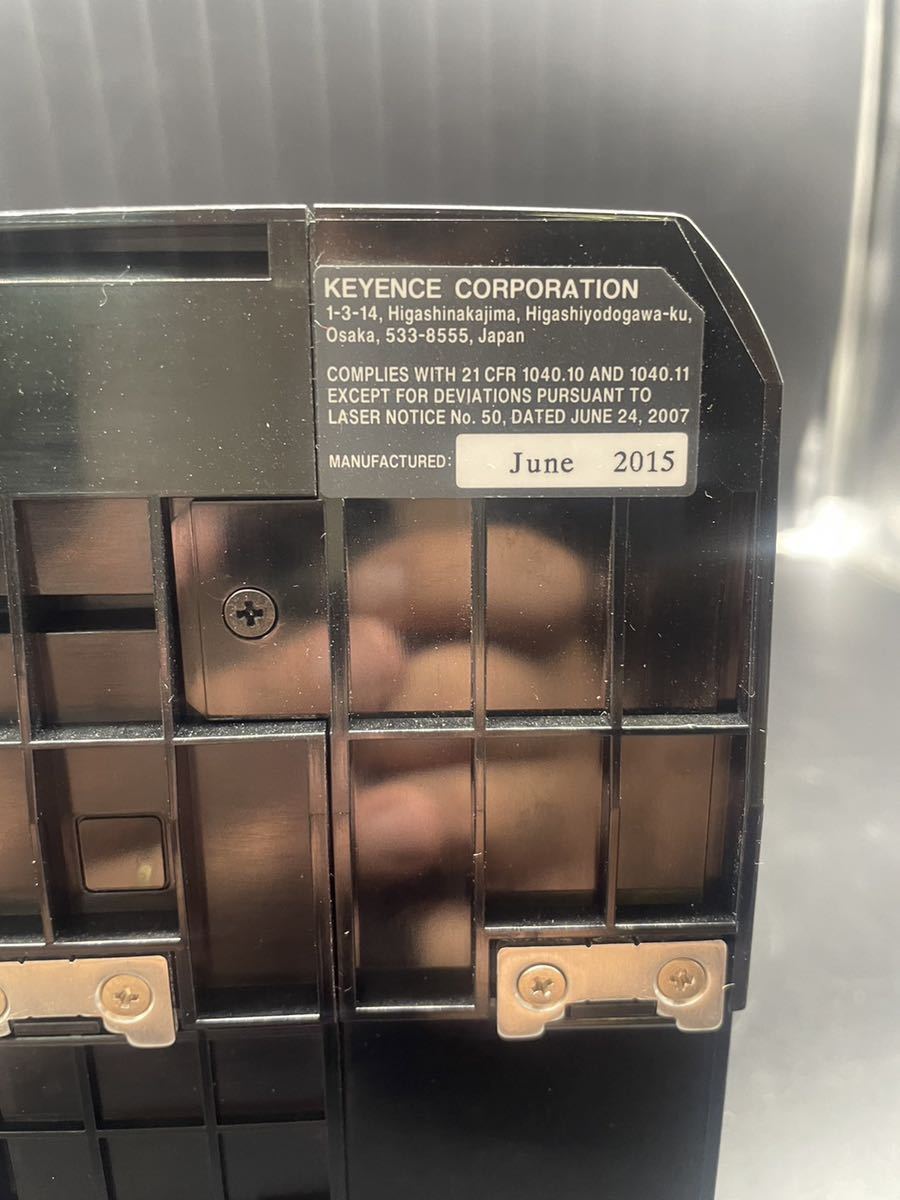 KEYENCE CORPORATION
1-3-14, Higashinakajima, Higashiyodogawa-ku,
Osaka, 533-8555, Japan
COMPLIES WITH 21 CFR 1040.10 AND 1040.11
EXCEPT FOR DEVIATIONS PURSUANT TO
LASER NOTICE No. 50, DATED JUNE 24, 2007
MANUFACTURED: June 2015